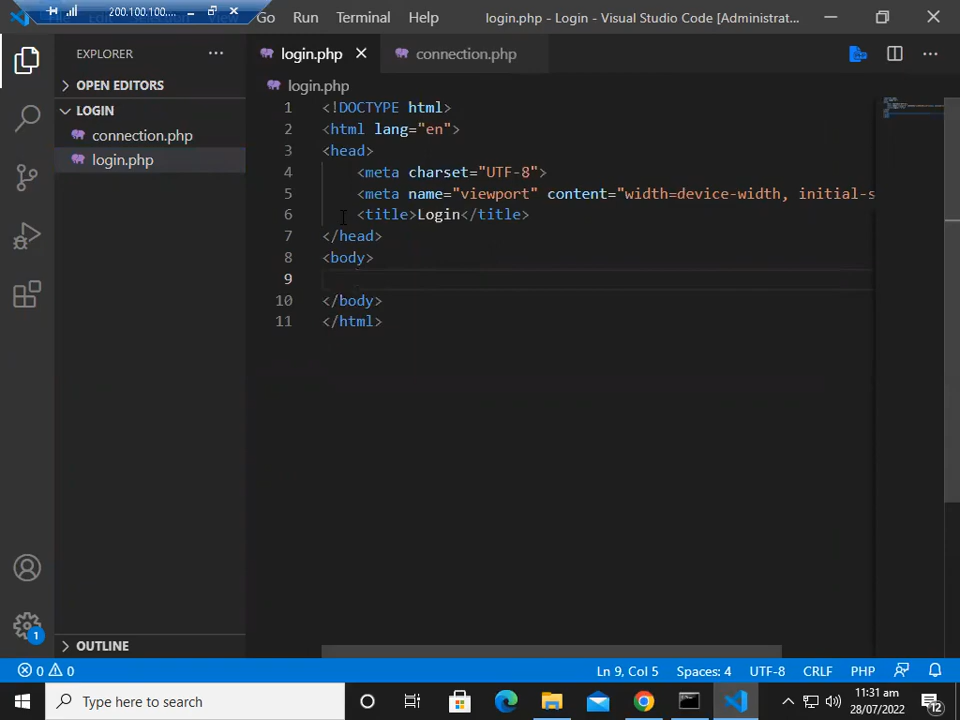 200.100.100....
Go Run Terminal Help
login.php - Login - Visual Studio Code [Administrat...
EXPLORER
login.php
connection.php
OPEN EDITORS
login.php
LOGIN
connection.php
login.php
1 <!DOCTYPE html>
2 <html lang="en">
3 <head>
4 <meta charset="UTF-8">
5 <meta name="viewport" content="width=device-width, initial-s
6 <title>Login</title>
7 </head>
8 <body>
9
10 </body>
11 </html>
OUTLINE
1
0 0
Ln 9, Col 5
Spaces: 4
UTF-8
CRLF
PHP
Type here to search
11:31 am
28/07/2022
12